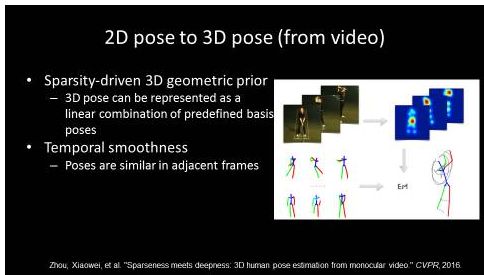 2D pose to 3D pose (from video)
• Sparsity-driven 3D geometric prior
– 3D pose can be represented as a
linear combination of predefined basis
poses
• Temporal smoothness
– Poses are similar in adjacent frames
EM
Zhou, Xiaowei, et al. "Sparseness meets deepness: 3D human pose estimation from monocular video." CVPR, 2016.